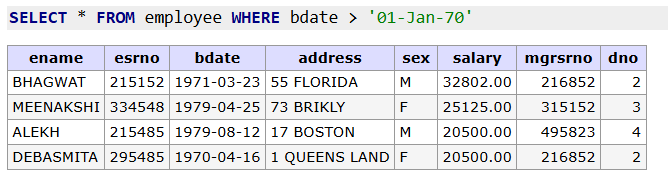 SELECT * FROM employee WHERE bdate > '01-Jan-70'
ename esrno bdate address sex salary mgrsrno dno
BHAGWAT 215152 1971-03-23 55 FLORIDA M 32802.00 216852 2
MEENAKSHI 334548 1979-04-25 73 BRIKLY F 25125.00 315152 3
ALEKH 215485 1979-08-12 17 BOSTON M 20500.00 495823 4
DEBASMITA 295485 1970-04-16 1 QUEENS LAND F 20500.00 216852 2